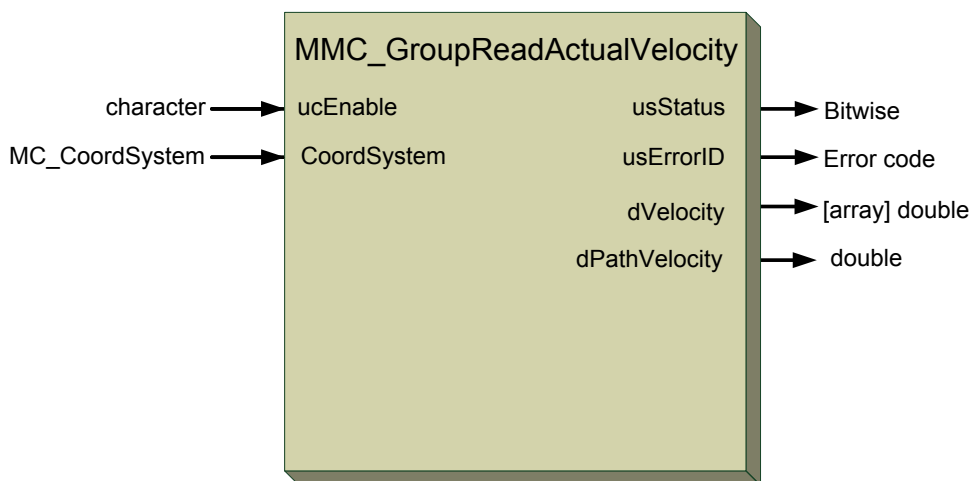 MMC_GroupReadActualVelocity
character ucEnable usStatus Bitwise
MC_CoordSystem CoordSystem usErrorID Error code
dVelocity [array] double
dPathVelocity double